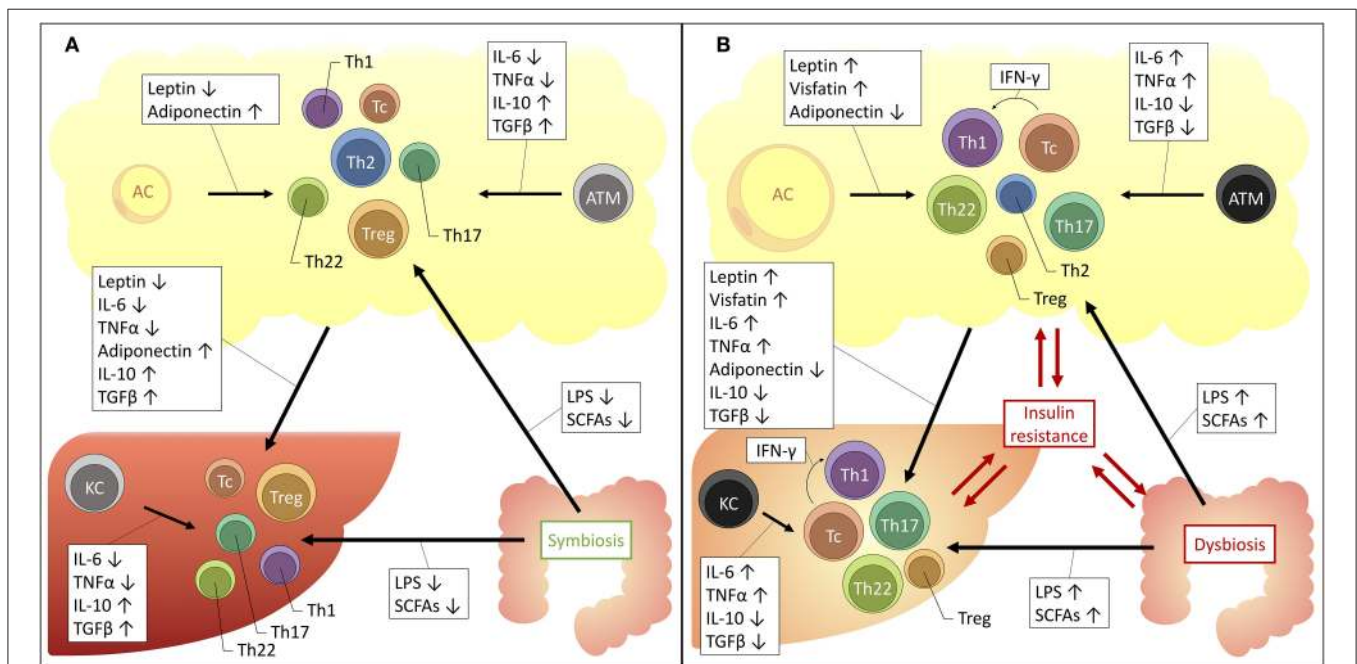 A
Th1
Leptin ↓
Adiponectin ↑
Tc
IL-6 ↓
TNFα ↓
IL-10 ↑
TGFβ ↑
Th2
AC
ATM
Treg
Th17
Th22
Leptin ↓
IL-6 ↓
TNFα ↓
Adiponectin ↑
IL-10 ↑
TGFβ ↑
LPS ↓
SCFAs ↓
KC
Tc
Treg
IL-6 ↓
TNFα ↓
IL-10 ↑
TGFβ ↑
Symbiosis
LPS ↓
SCFAs ↓
Th1
Th17
Th22
B
Leptin ↑
Visfatin ↑
Adiponectin ↓
IFN-γ
IL-6 ↑
TNFα ↑
IL-10 ↓
TGFβ ↓
Th1
Tc
AC
Th22
Th17
ATM
Th2
Treg
Leptin ↑
Visfatin ↑
IL-6 ↑
TNFα ↑
Adiponectin ↓
IL-10 ↓
TGFβ ↓
Insulin
resistance
LPS ↑
SCFAs ↑
IFN-γ
Th1
KC
Tc
Th17
Th22
Treg
IL-6 ↑
TNFα ↑
IL-10 ↓
TGFβ ↓
Dysbiosis
LPS ↑
SCFAs ↑